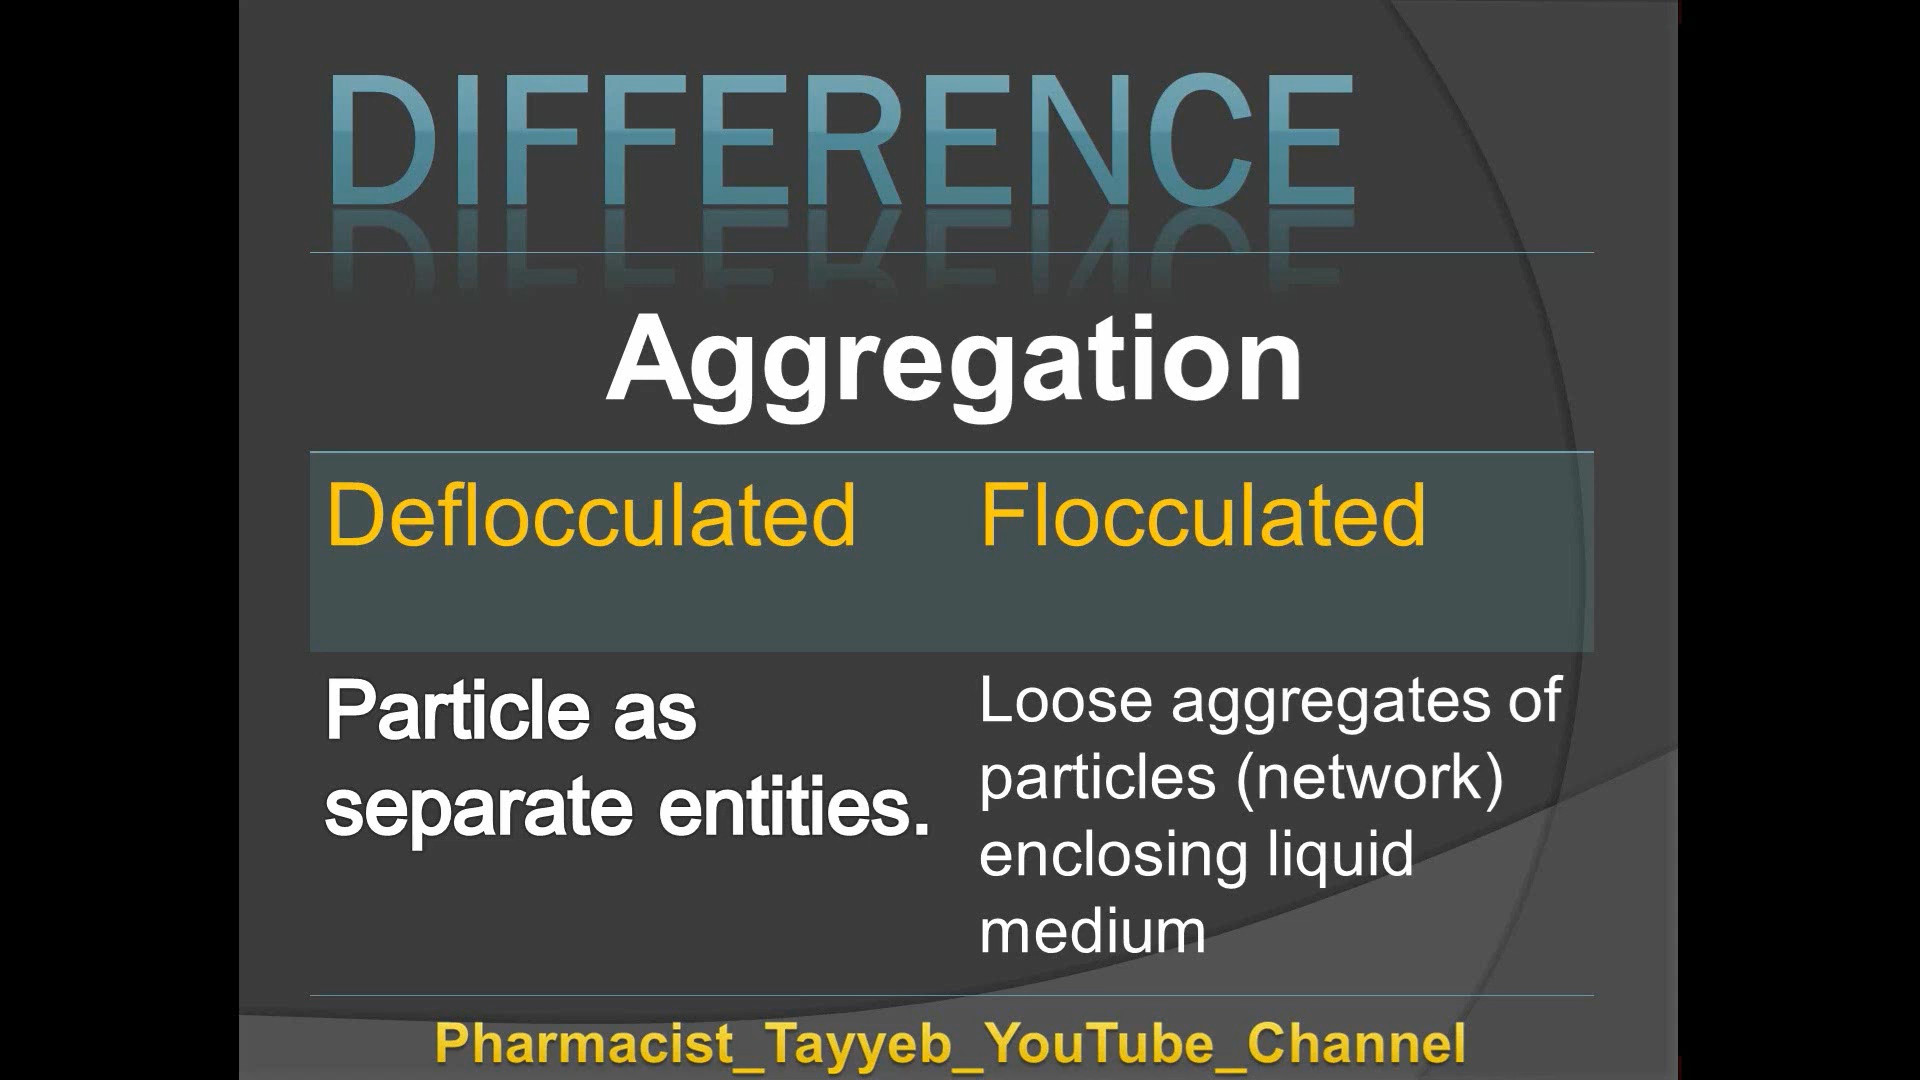 DIFFERENCE
Aggregation
Deflocculated
Flocculated
Particle as
separate entities.
Loose aggregates of
particles (network)
enclosing liquid
medium
Pharmacist_Tayyeb_YouTube_Channel